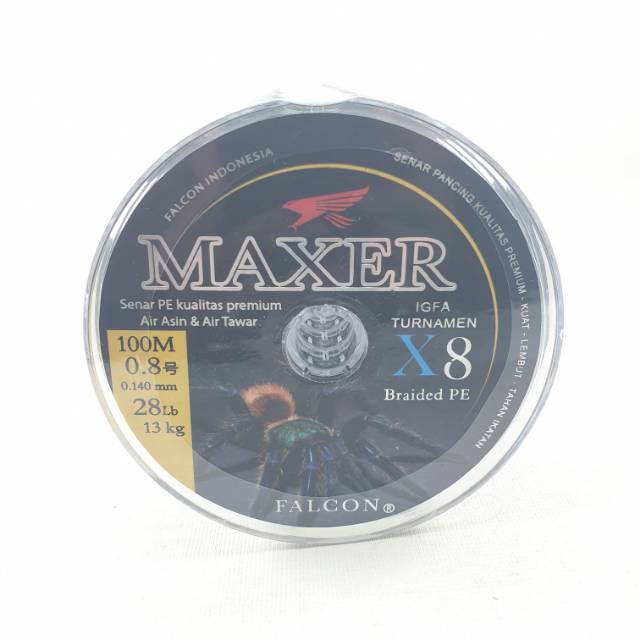 FALCON INDONESIA
SENAR PANCING KUALITAS PREMIUM - KUAT - LEMBUT - TAHAN IKATAN
MAXER
Senar PE kualitas premium
Air Asin & Air Tawar
IGFA
TURNAMEN
X8
Braided PE
100M
0.8号
0.140 mm
28Lb
13 kg
FALCON®